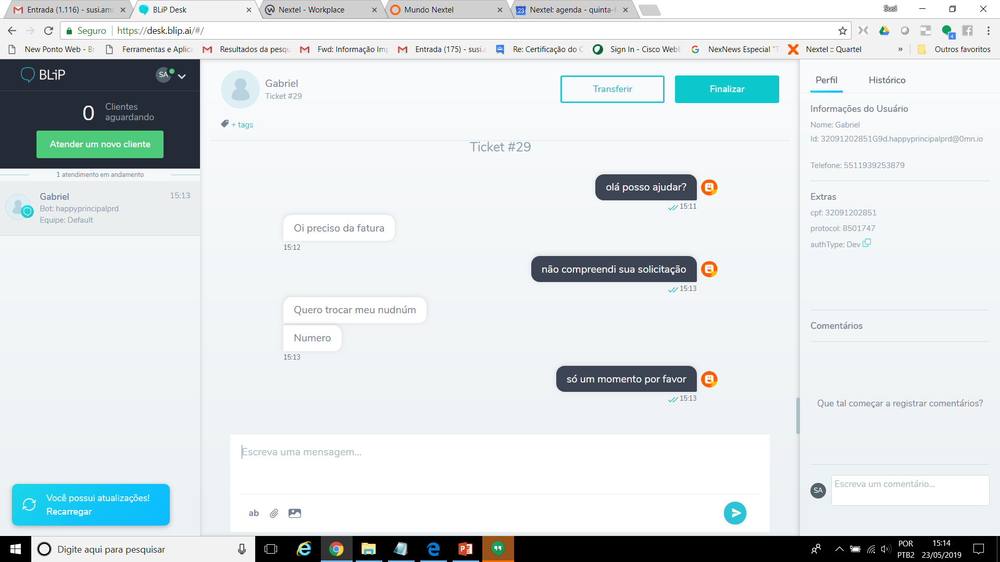 Entrada (1.116) - susi.amo
BLiP Desk
Nextel - Workplace
Mundo Nextel
23
Nextel: agenda - quinta-f
Susi
Seguro
https://desk.blip.ai/#/
4
New Ponto Web - Br
Ferramentas e Aplica
Resultados da pesqu
Fwd: Informação Imp
Entrada (175) - susi.a
Re: Certificação do C
Sign In - Cisco WebE
NexNews Especial "T
Nextel :: Quartel
»
Outros favoritos
BLiP
SA
0
Clientes
aguardando
Atender um novo cliente
1 atendimento em andamento
Gabriel
15:13
Bot: happyprincipalprd
Equipe: Default
Você possui atualizações!
Recarregar
Gabriel
Ticket #29
Transferir
Finalizar
+ tags
Ticket #29
olá posso ajudar?
15:11
Oi preciso da fatura
15:12
não compreendi sua solicitação
15:13
Quero trocar meu nudnúm
Numero
15:13
só um momento por favor
15:13
Escreva uma mensagem...
ab
Perfil
Histórico
Informações do Usuário
Nome: Gabriel
Id: 32091202851G9d.happyprincipalprd@0mn.io
Telefone: 5511939253879
Extras
cpf: 32091202851
protocol: 8501747
authType: Dev
Comentários
Que tal começar a registrar comentários?
SA
Escreva um comentário...
Digite aqui para pesquisar
POR
PTB2
15:14
23/05/2019